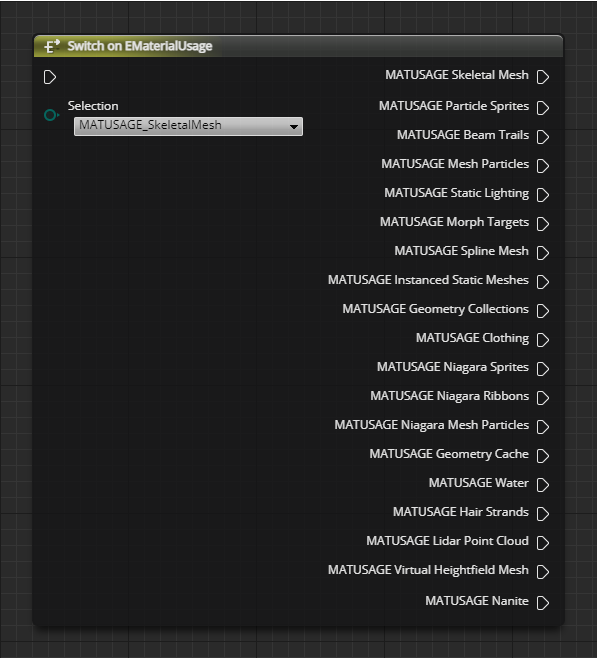 Switch on EMaterialUsage
MATUSAGE Skeletal Mesh
Selection
MATUSAGE Particle Sprites
MATUSAGE_SkeletalMesh
MATUSAGE Beam Trails
MATUSAGE Mesh Particles
MATUSAGE Static Lighting
MATUSAGE Morph Targets
MATUSAGE Spline Mesh
MATUSAGE Instanced Static Meshes
MATUSAGE Geometry Collections
MATUSAGE Clothing
MATUSAGE Niagara Sprites
MATUSAGE Niagara Ribbons
MATUSAGE Niagara Mesh Particles
MATUSAGE Geometry Cache
MATUSAGE Water
MATUSAGE Hair Strands
MATUSAGE Lidar Point Cloud
MATUSAGE Virtual Heightfield Mesh
MATUSAGE Nanite